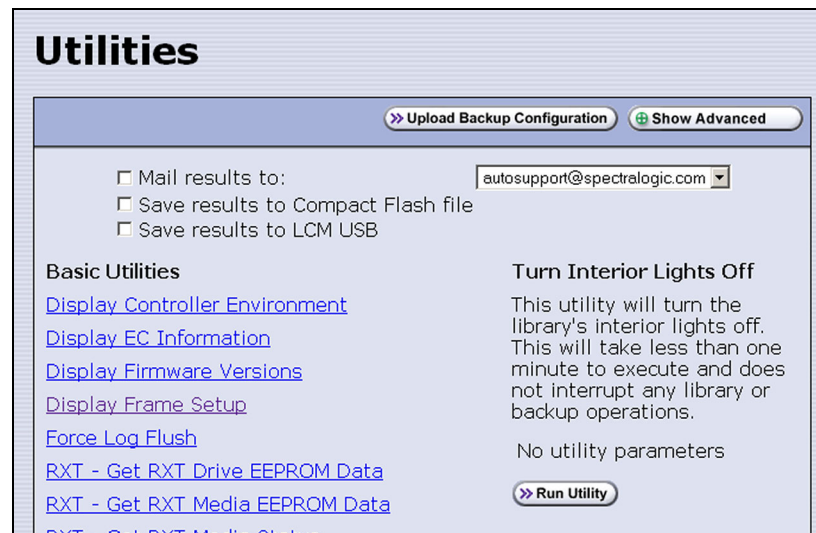 Utilities
Upload Backup Configuration
Show Advanced
Mail results to:
autosupport@spectralogic.com
Save results to Compact Flash file
Save results to LCM USB
Basic Utilities
Display Controller Environment
Display EC Information
Display Firmware Versions
Display Frame Setup
Force Log Flush
RXT - Get RXT Drive EEPROM Data
RXT - Get RXT Media EEPROM Data
Turn Interior Lights Off
This utility will turn the
library's interior lights off.
This will take less than one
minute to execute and does
not interrupt any library or
backup operations.
No utility parameters
Run Utility